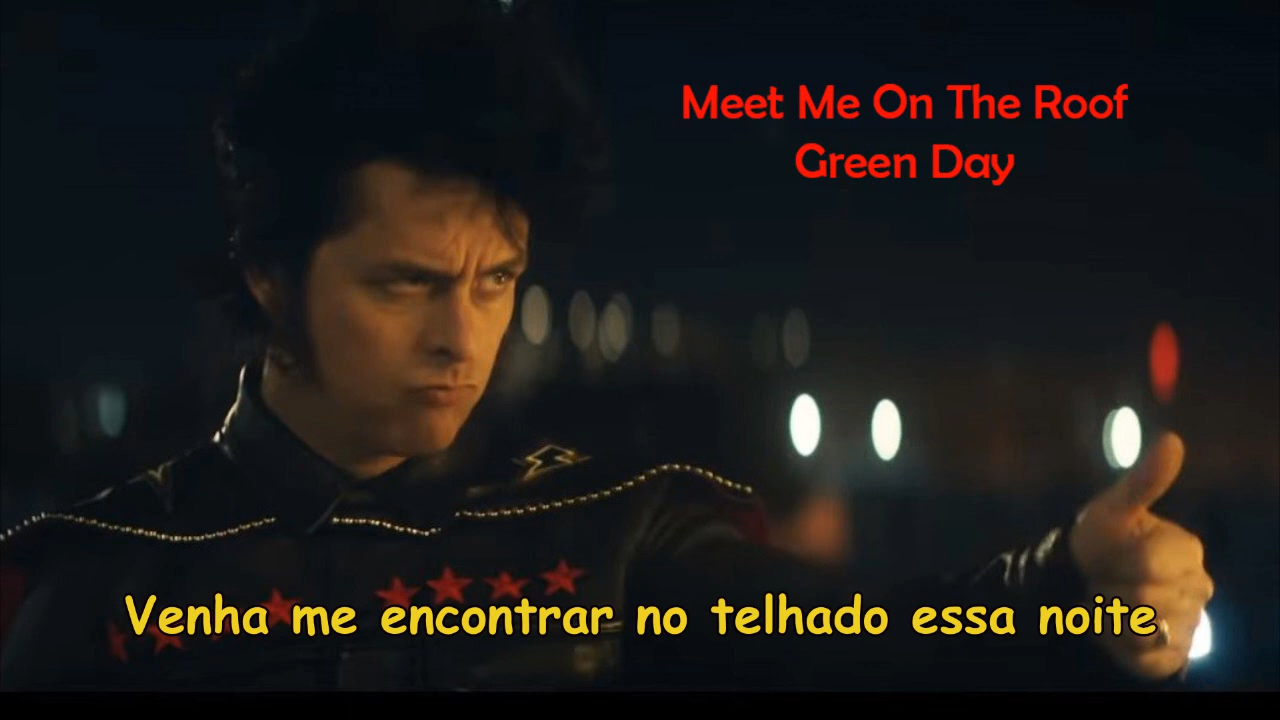 Meet Me On The Roof
Green Day
Venha me encontrar no telhado essa noite